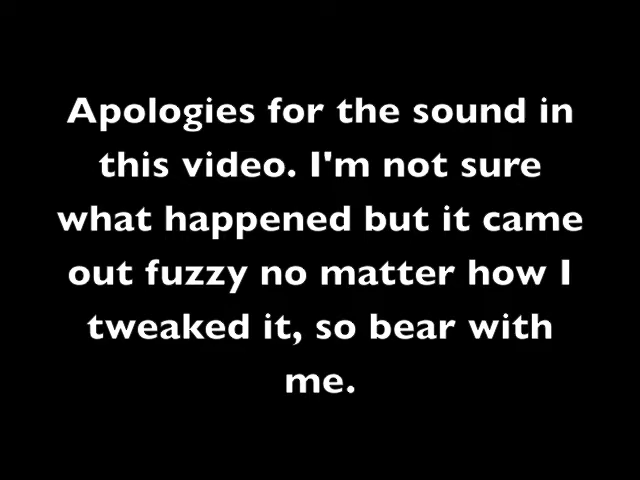 Apologies for the sound in
this video. I'm not sure
what happened but it came
out fuzzy no matter how I
tweaked it, so bear with
me.